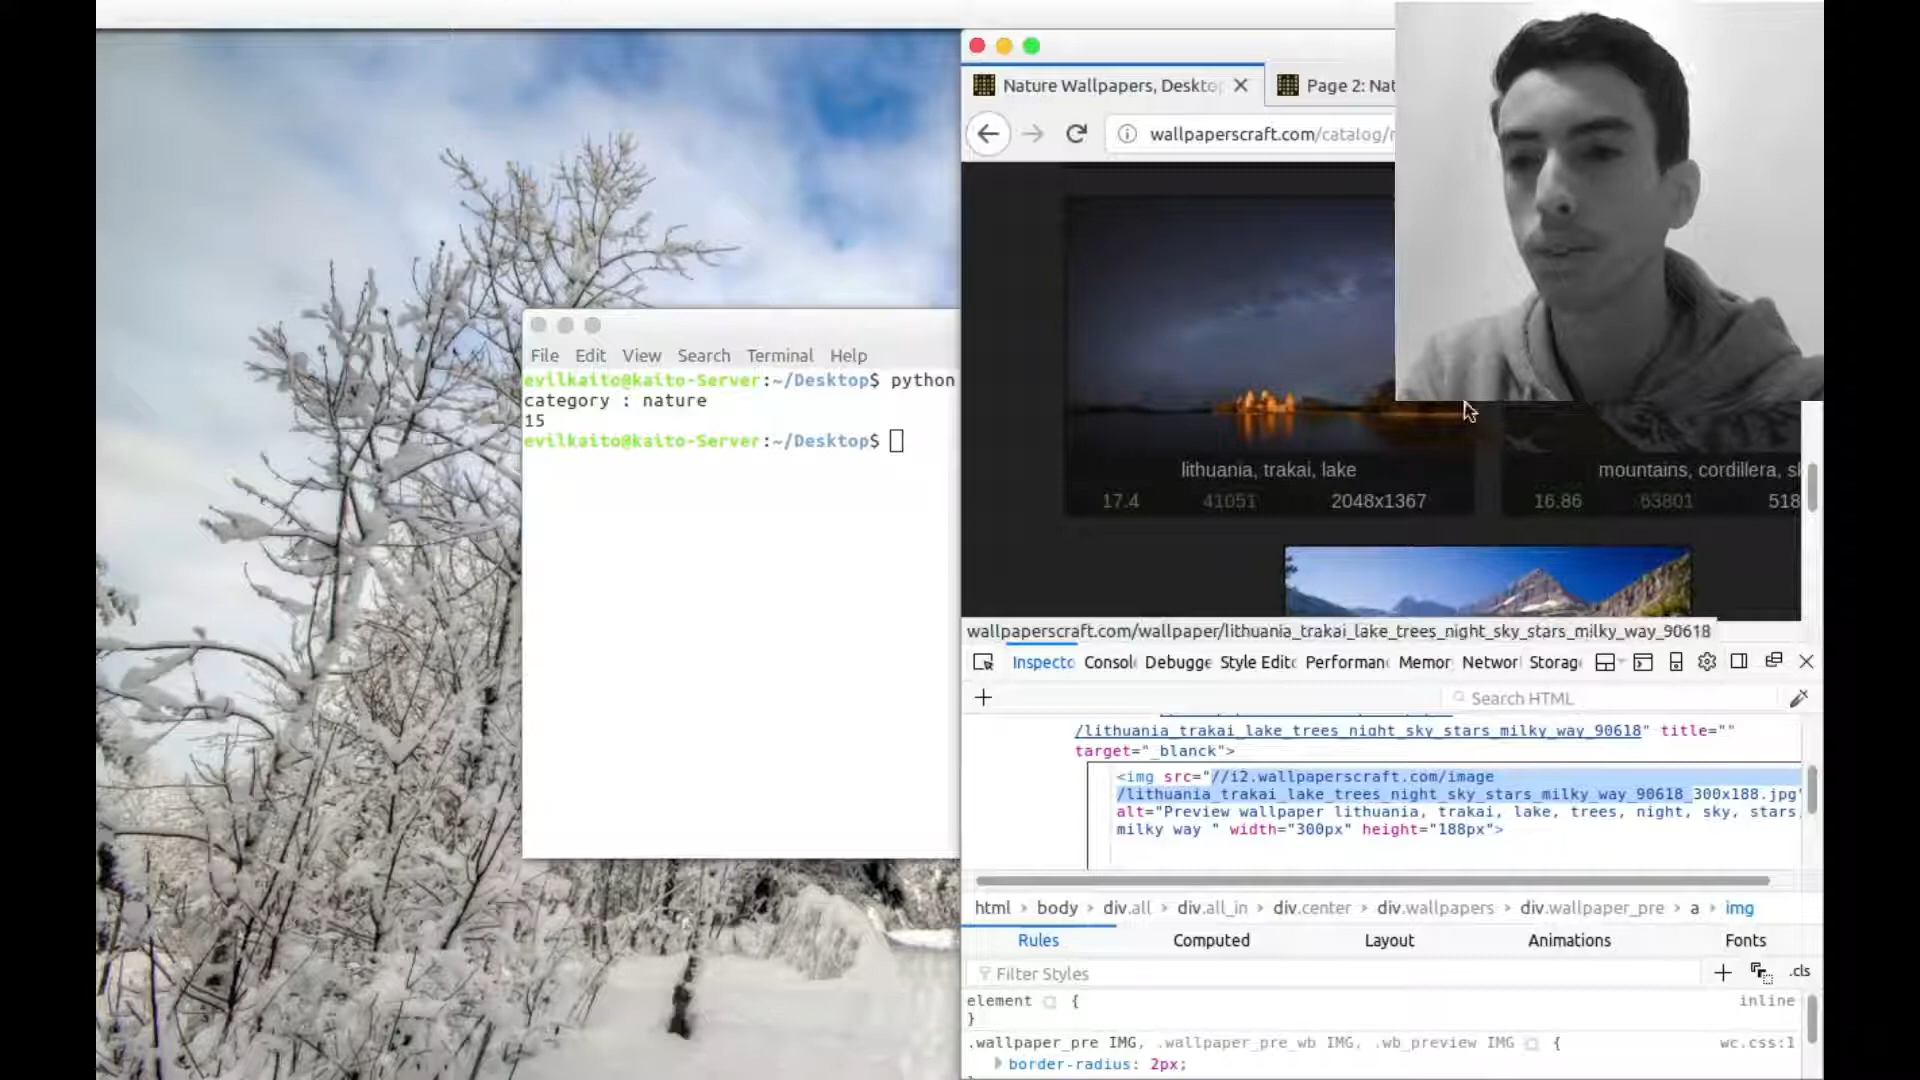 File Edit View Search Terminal Help
evilkaito@kaito-Server:~/Desktop$ python
category : nature
15
evilkaito@kaito-Server:~/Desktop$
Nature Wallpapers, Deskto
Page 2: Nat
wallpaperscraft.com/catalog/
lithuania, trakai, lake
17.4 41051 2048x1367
mountains, cordillera, s
16.86 63801 518
wallpaperscraft.com/wallpaper/lithuania_trakai_lake_trees_night_sky_stars_milky_way_90618
Inspecto Consol Debugge Style Edit Performan Memor Networ Storag
+ Search HTML
/lithuania_trakai_lake_trees_night_sky_stars_milky_way_90618" title=""
target="_blanck">
<img src="//i2.wallpaperscraft.com/image
/lithuania_trakai_lake_trees_night_sky_stars_milky_way_90618_300x188.jpg"
alt="Preview wallpaper lithuania, trakai, lake, trees, night, sky, stars,
milky way " width="300px" height="188px">
html › body › div.all › div.all_in › div.center › div.wallpapers › div.wallpaper_pre › a › img
Rules Computed Layout Animations Fonts
Filter Styles + .cls
element { inline
}
.wallpaper_pre IMG, .wallpaper_pre_wb IMG, .wb_preview IMG { wc.css:1
border-radius: 2px;